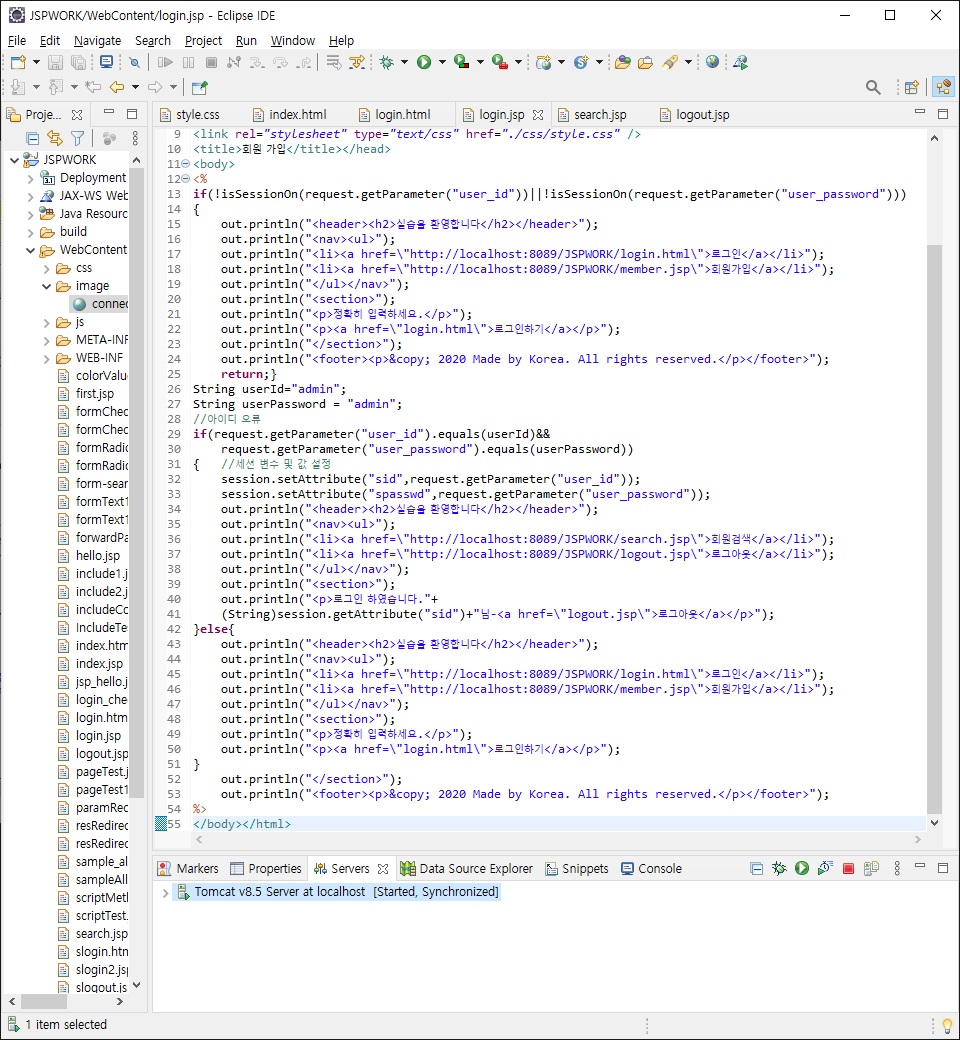 JSPWORK/WebContent/login.jsp - Eclipse IDE
File Edit Navigate Search Project Run Window Help
Proje...
style.css index.html login.html login.jsp search.jsp logout.jsp
JSPWORK
Deployment
JAX-WS Web
Java Resourc
build
WebContent
css
image
connec
js
META-INF
WEB-INF
colorValu
first.jsp
formChec
formChec
formRadic
formRadic
form-sear
formText1
formText1
forwardPa
hello.jsp
include1.j
include2.j
includeCo
IncludeTe
index.htm
index.jsp
jsp_hello.j
login_che
login.htm
login.jsp
logout.jsp
pageTest.j
pageTest1
paramRec
resRedirec
resRedirec
sample_al
sampleAll
scriptMetl
scriptTest.
search.jsp
slogin.htn
slogin2.jsp
slogout.js
9 <link rel="stylesheet" type="text/css" href="./css/style.css" />
10 <title>회원 가입</title></head>
11 <body>
12 <%
13 if(!isSessionOn(request.getParameter("user_id"))||!isSessionOn(request.getParameter("user_password")))
14 {
15 out.println("<header><h2>실습을 환영합니다</h2></header>");
16 out.println("<nav><ul>");
17 out.println("<li><a href=\"http://localhost:8089/JSPWORK/login.html\">로그인</a></li>");
18 out.println("<li><a href=\"http://localhost:8089/JSPWORK/member.jsp\">회원가입</a></li>");
19 out.println("</ul></nav>");
20 out.println("<section>");
21 out.println("<p>정확히 입력하세요.</p>");
22 out.println("<p><a href=\"login.html\">로그인하기</a></p>");
23 out.println("</section>");
24 out.println("<footer><p>&copy; 2020 Made by Korea. All rights reserved.</p></footer>");
25 return;}
26 String userId="admin";
27 String userPassword = "admin";
28 //아이디 오류
29 if(request.getParameter("user_id").equals(userId)&&
30 request.getParameter("user_password").equals(userPassword))
31 { //세션 변수 및 값 설정
32 session.setAttribute("sid",request.getParameter("user_id"));
33 session.setAttribute("spasswd",request.getParameter("user_password"));
34 out.println("<header><h2>실습을 환영합니다</h2></header>");
35 out.println("<nav><ul>");
36 out.println("<li><a href=\"http://localhost:8089/JSPWORK/search.jsp\">회원검색</a></li>");
37 out.println("<li><a href=\"http://localhost:8089/JSPWORK/logout.jsp\">로그아웃</a></li>");
38 out.println("</ul></nav>");
39 out.println("<section>");
40 out.println("<p>로그인 하였습니다."+
41 (String)session.getAttribute("sid")+"님-<a href=\"logout.jsp\">로그아웃</a></p>");
42 }else{
43 out.println("<header><h2>실습을 환영합니다</h2></header>");
44 out.println("<nav><ul>");
45 out.println("<li><a href=\"http://localhost:8089/JSPWORK/login.html\">로그인</a></li>");
46 out.println("<li><a href=\"http://localhost:8089/JSPWORK/member.jsp\">회원가입</a></li>");
47 out.println("</ul></nav>");
48 out.println("<section>");
49 out.println("<p>정확히 입력하세요.</p>");
50 out.println("<p><a href=\"login.html\">로그인하기</a></p>");
51 }
52 out.println("</section>");
53 out.println("<footer><p>&copy; 2020 Made by Korea. All rights reserved.</p></footer>");
54 %>
55 </body></html>
Markers Properties Servers Data Source Explorer Snippets Console
Tomcat v8.5 Server at localhost [Started, Synchronized]
1 item selected